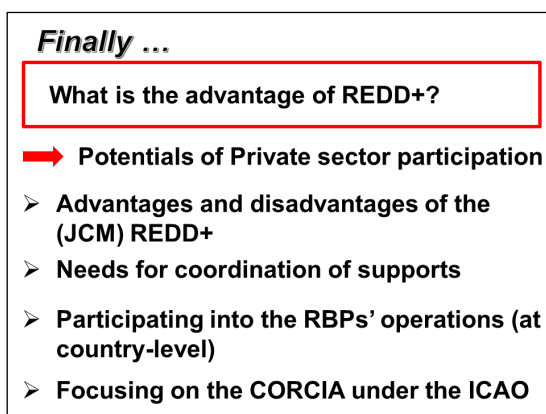 Finally …
What is the advantage of REDD+?
Potentials of Private sector participation
➢ Advantages and disadvantages of the
(JCM) REDD+
➢ Needs for coordination of supports
➢ Participating into the RBPs’ operations (at
country-level)
➢ Focusing on the CORCIA under the ICAO